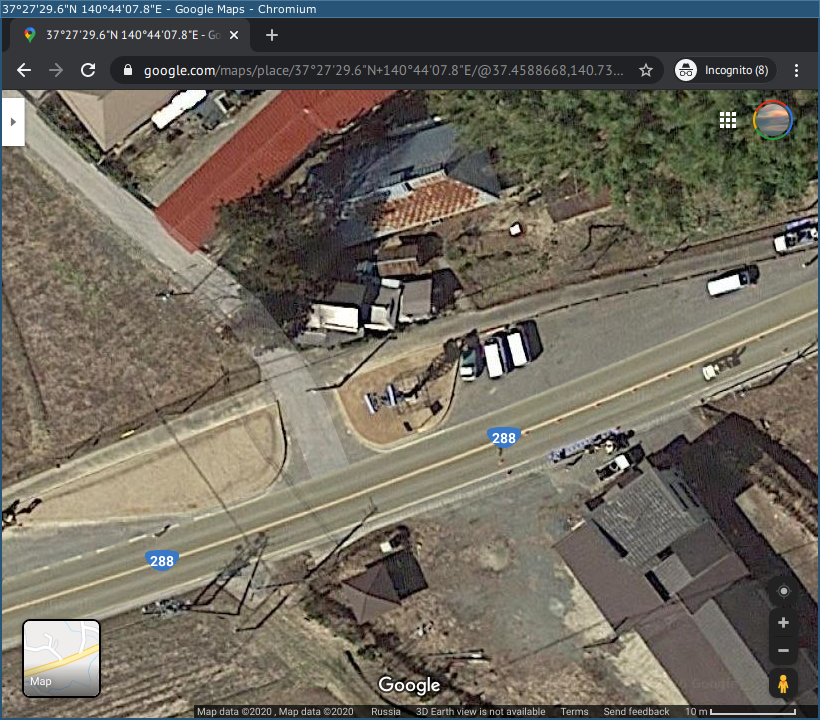 37°27'29.6"N 140°44'07.8"E - Google Maps - Chromium
37°27'29.6"N 140°44'07.8"E - Go
google.com/maps/place/37°27'29.6"N+140°44'07.8"E/@37.4588668,140.73...
Incognito (8)
288
288
Map
Google
Map data ©2020 , Map data ©2020 Russia 3D Earth view is not available Terms Send feedback 10 m